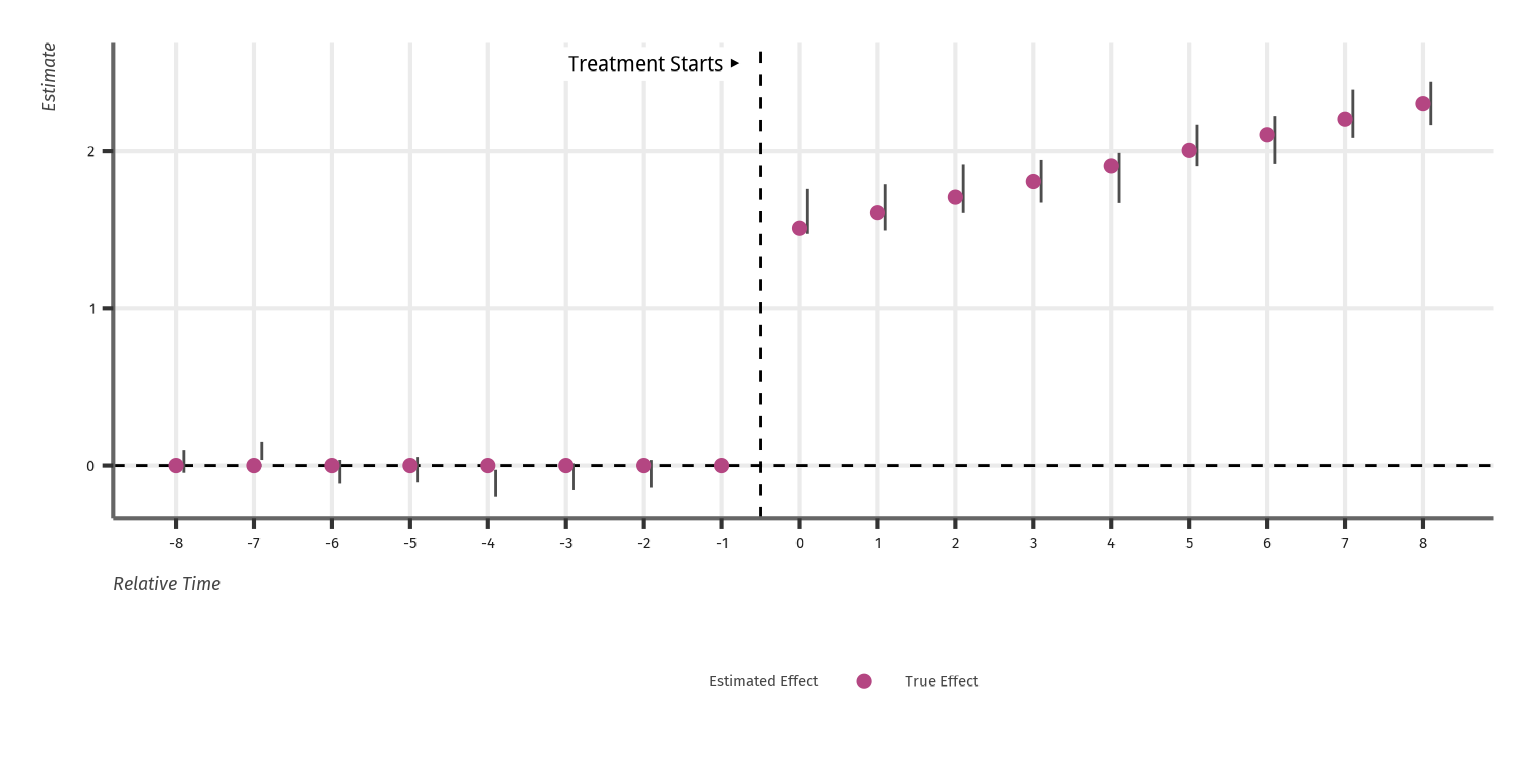 Estimate
Treatment Starts ►
2
1
0
-8 -7 -6 -5 -4 -3 -2 -1 0 1 2 3 4 5 6 7 8
Relative Time
Estimated Effect True Effect